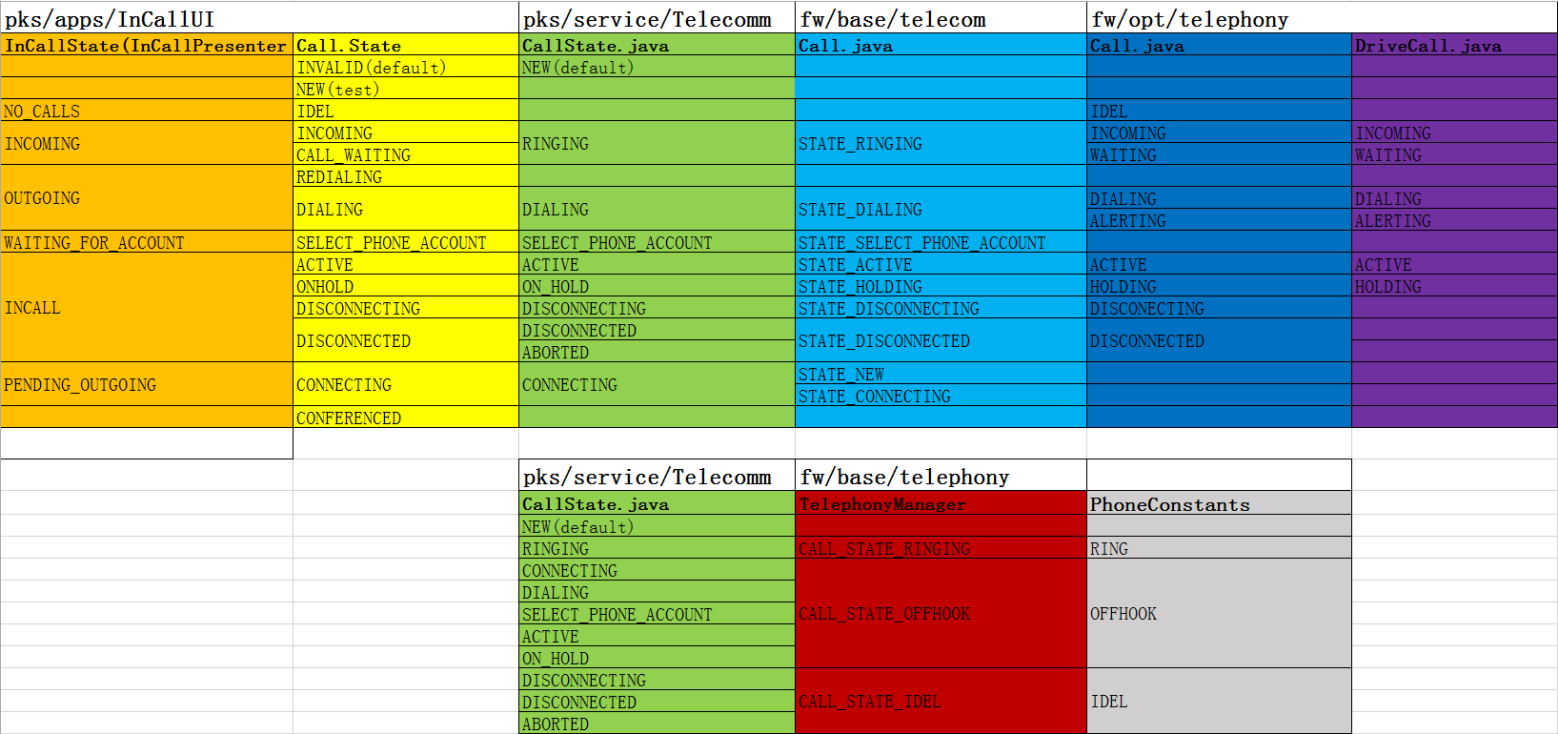 pks/apps/InCallUI pks/service/Telecomm fw/base/telecom fw/opt/telephony
InCallState(InCallPresenter Call.State CallState.java Call.java Call.java DriveCall.java
INVALID(default) NEW(default)
NEW(test)
NO_CALLS IDEL IDEL
INCOMING INCOMING RINGING STATE_RINGING INCOMING INCOMING
CALL_WAITING WAITING WAITING
OUTGOING REDIALING
DIALING DIALING STATE_DIALING DIALING DIALING
ALERTING ALERTING
WAITING_FOR_ACCOUNT SELECT_PHONE_ACCOUNT SELECT_PHONE_ACCOUNT STATE_SELECT_PHONE_ACCOUNT
INCALL ACTIVE ACTIVE STATE_ACTIVE ACTIVE ACTIVE
ONHOLD ON_HOLD STATE_HOLDING HOLDING HOLDING
DISCONNECTING DISCONNECTING STATE_DISCONNECTING DISCONECTING
DISCONNECTED DISCONNECTED STATE_DISCONNECTED DISCONNECTED
ABORTED
PENDING_OUTGOING CONNECTING CONNECTING STATE_NEW
STATE_CONNECTING
CONFERENCED
pks/service/Telecomm fw/base/telephony
CallState.java TelephonyManager PhoneConstants
NEW(default)
RINGING CALL_STATE_RINGING RING
CONNECTING
DIALING
SELECT_PHONE_ACCOUNT CALL_STATE_OFFHOOK OFFHOOK
ACTIVE
ON_HOLD
DISCONNECTING
DISCONNECTED CALL_STATE_IDEL IDEL
ABORTED